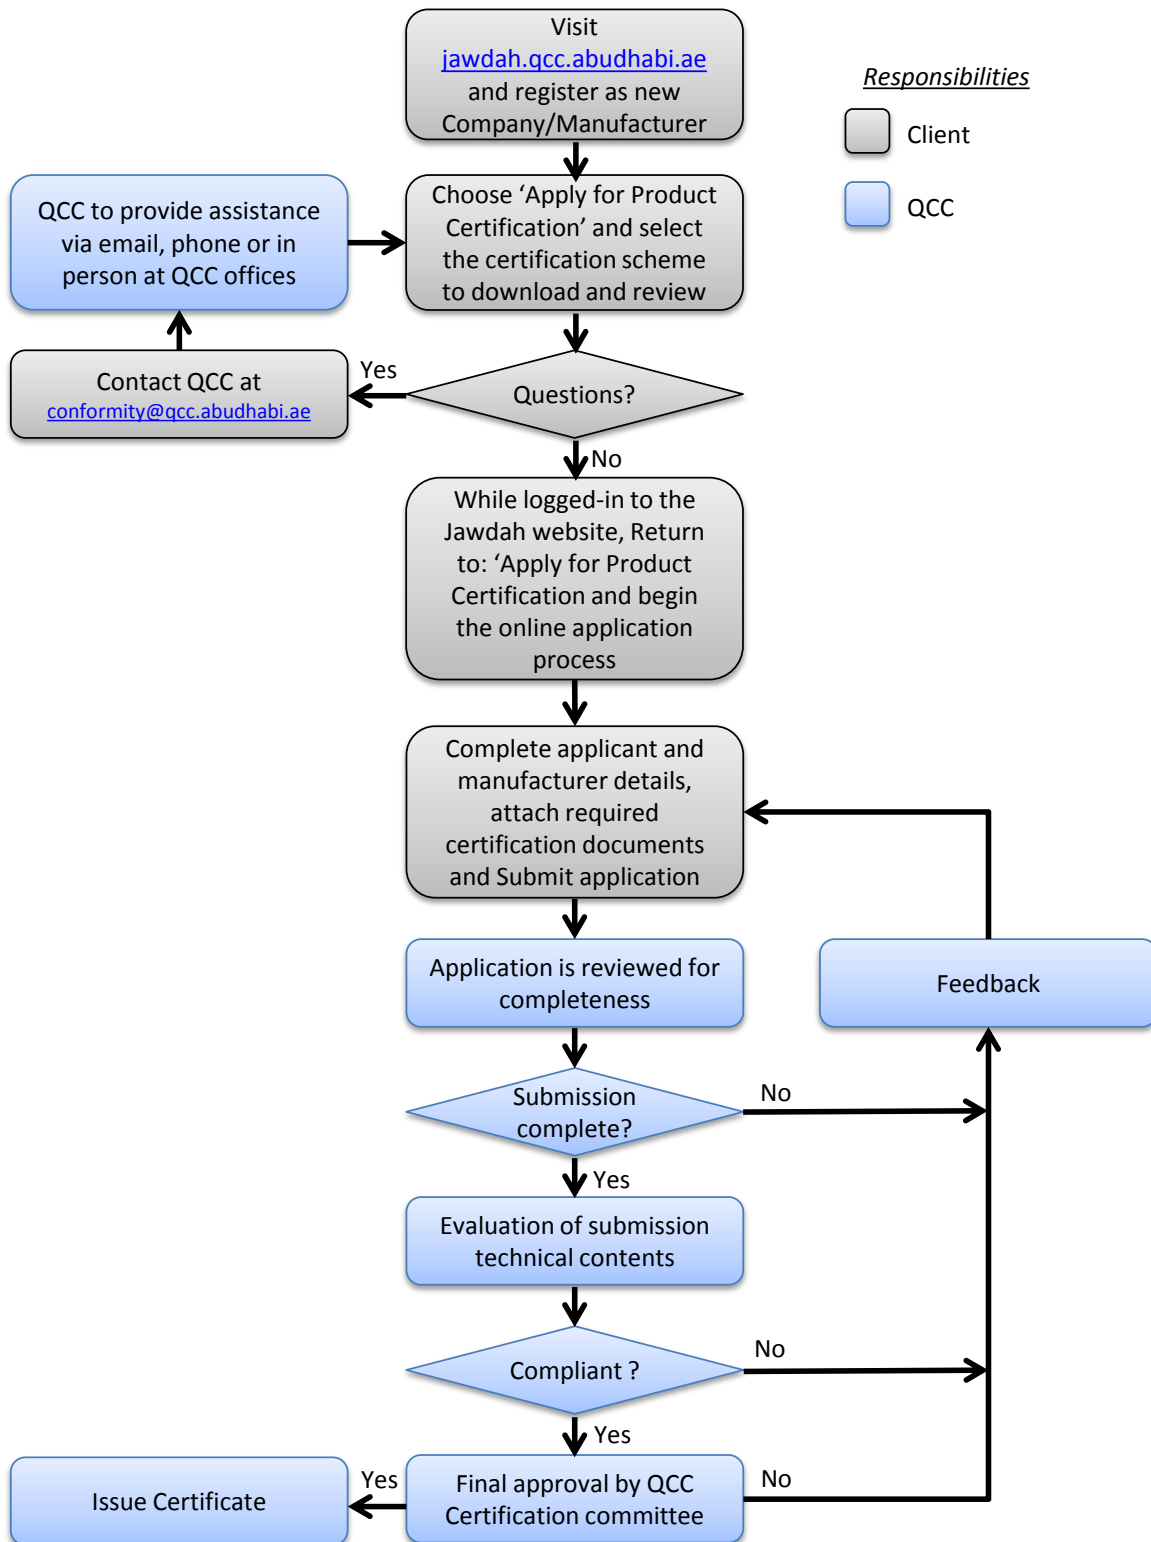 Visit
jawdah.qcc.abudhabi.ae
and register as new
Company/Manufacturer
Responsibilities
Client
QCC
QCC to provide assistance
via email, phone or in
person at QCC offices
Choose ‘Apply for Product
Certification’ and select
the certification scheme
to download and review
Contact QCC at
conformity@qcc.abudhabi.ae
Yes
Questions?
No
While logged-in to the
Jawdah website, Return
to: ‘Apply for Product
Certification and begin
the online application
process
Complete applicant and
manufacturer details,
attach required
certification documents
and Submit application
Application is reviewed for
completeness
Feedback
Submission
complete?
No
Yes
Evaluation of submission
technical contents
Compliant ?
No
Yes
Final approval by QCC
Certification committee
No
Yes
Issue Certificate